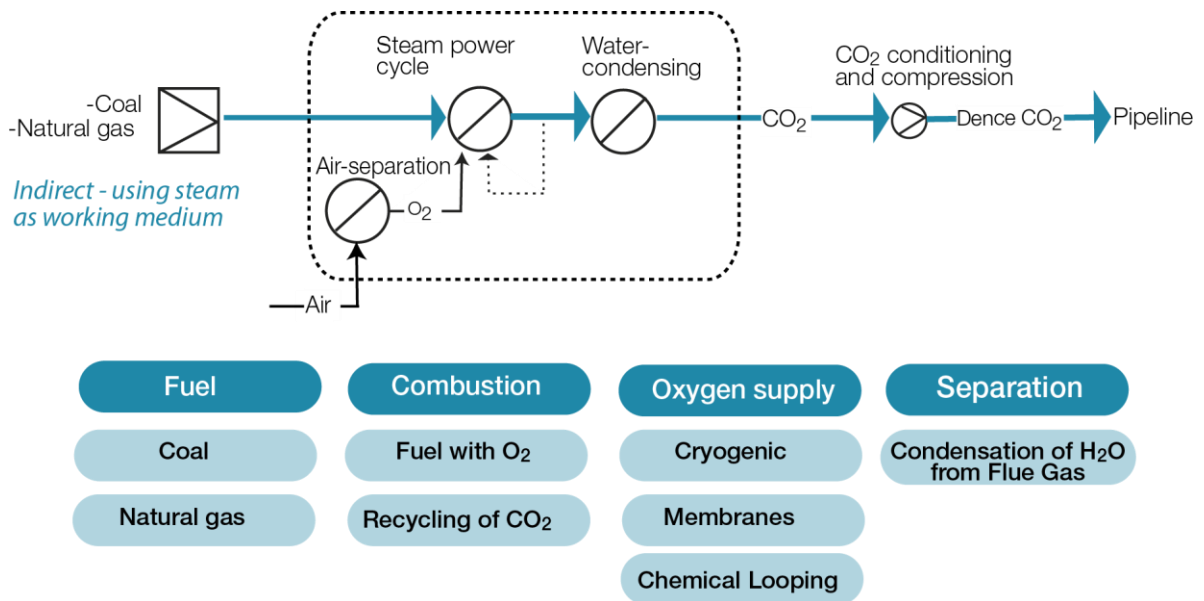 Steam power
cycle
Water-
condensing
CO2 conditioning
and compression
-Coal
-Natural gas
CO2
Dence CO2
Pipeline
Air-separation
O2
Indirect - using steam
as working medium
Air
Fuel
Combustion
Oxygen supply
Separation
Coal
Fuel with O2
Cryogenic
Condensation of H2O
from Flue Gas
Natural gas
Recycling of CO2
Membranes
Chemical Looping